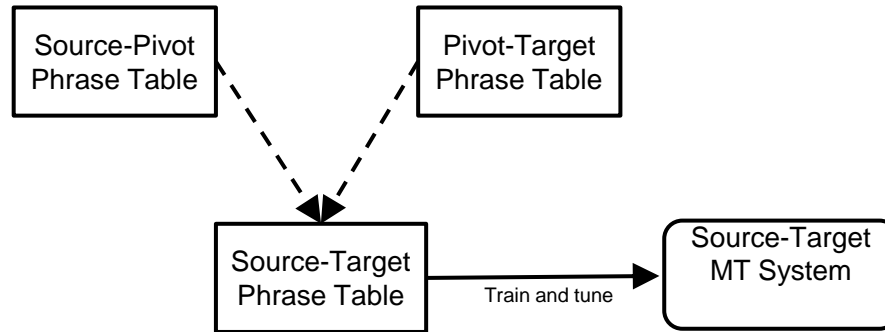 Source-Pivot
Phrase Table
Pivot-Target
Phrase Table
Source-Target
Phrase Table
Train and tune
Source-Target
MT System